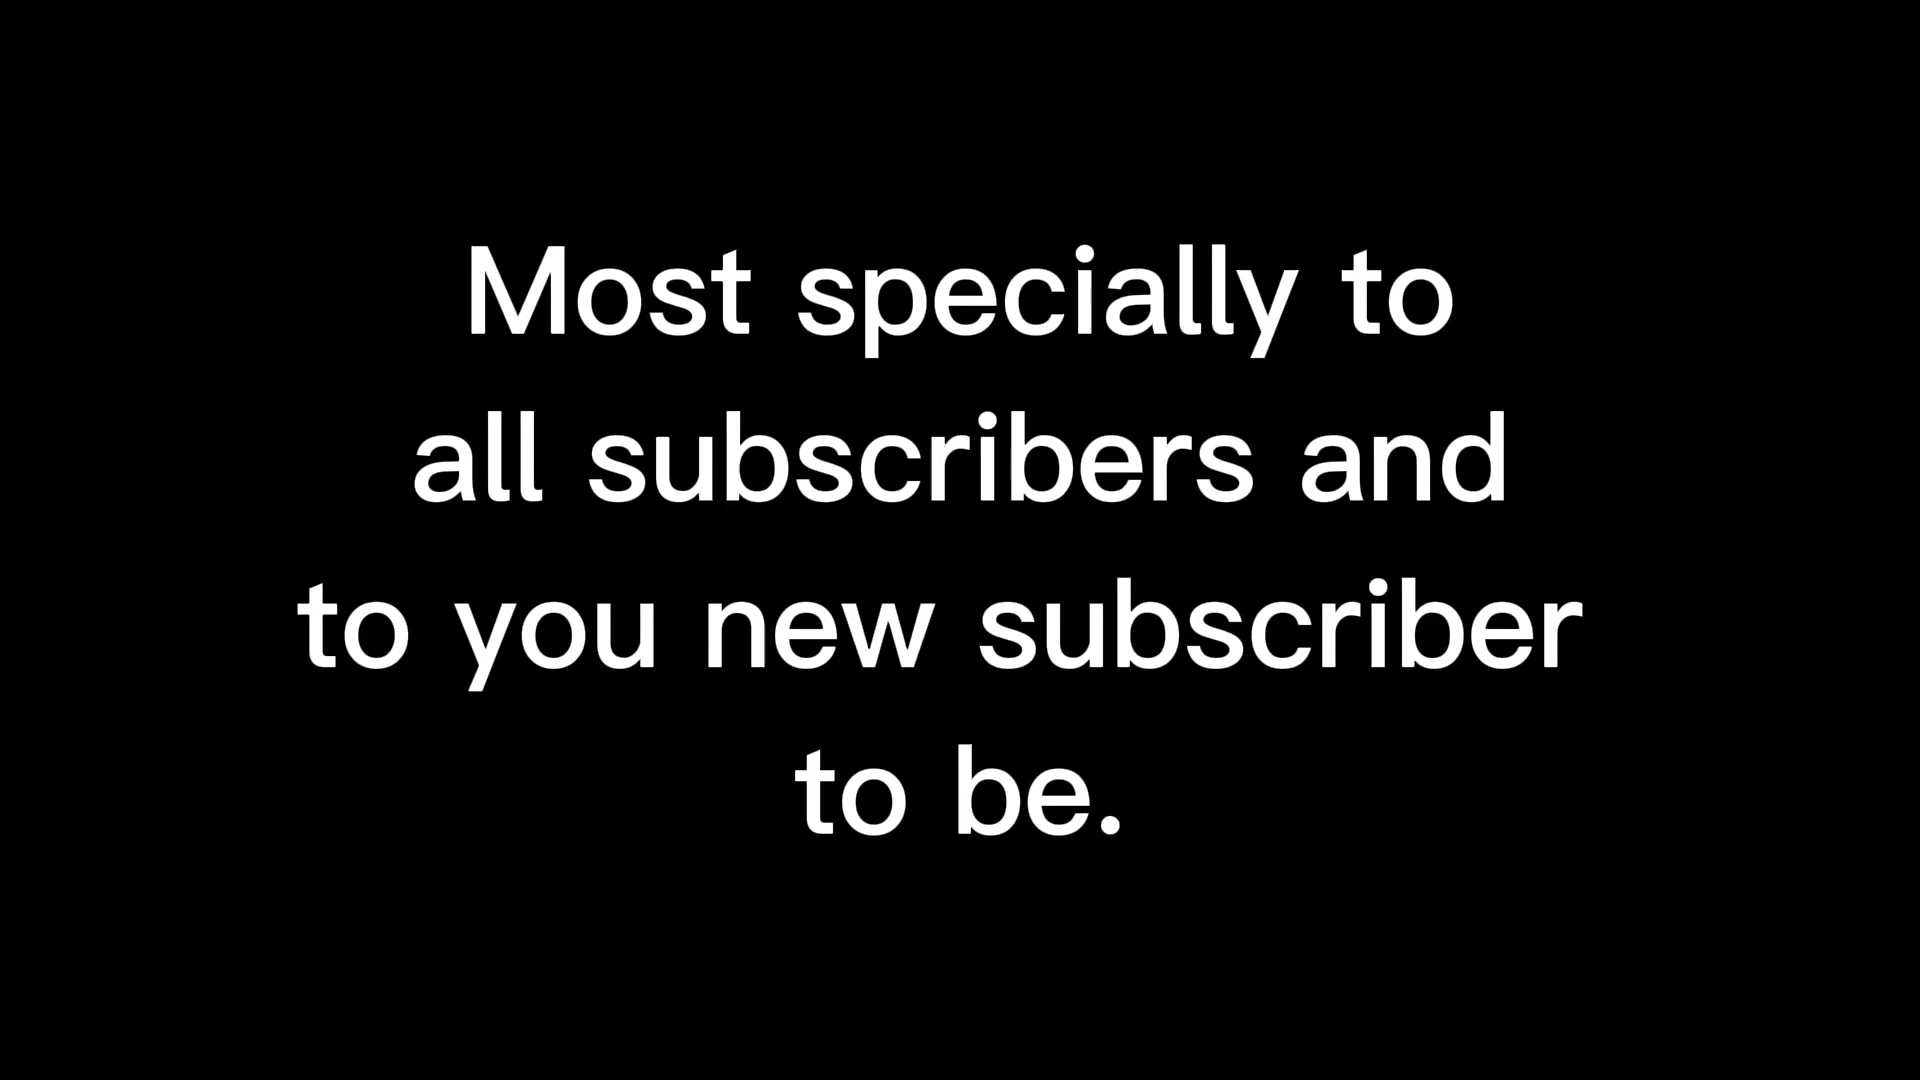 Most specially to
all subscribers and
to you new subscriber
to be.